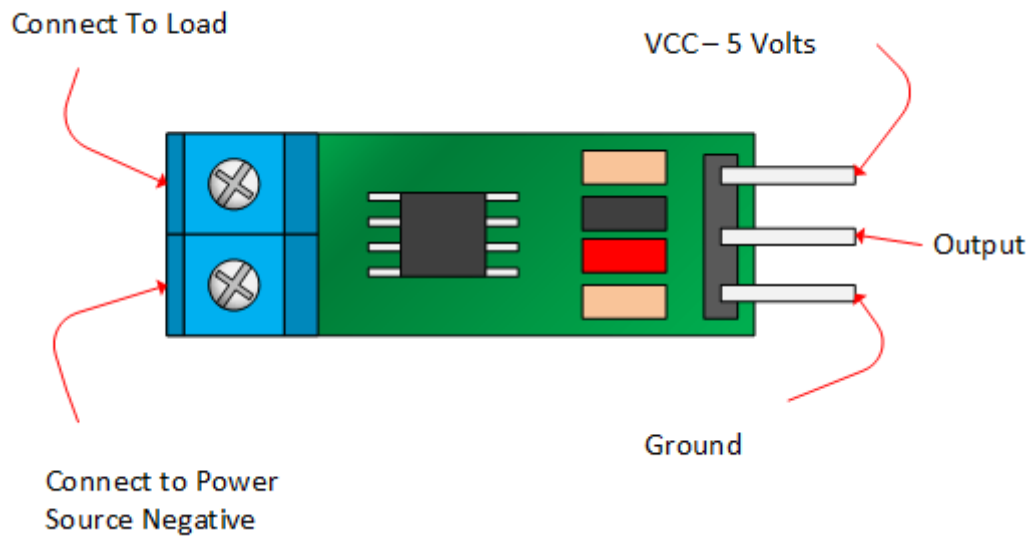 Connect To Load
VCC – 5 Volts
Output
Ground
Connect to Power
Source Negative